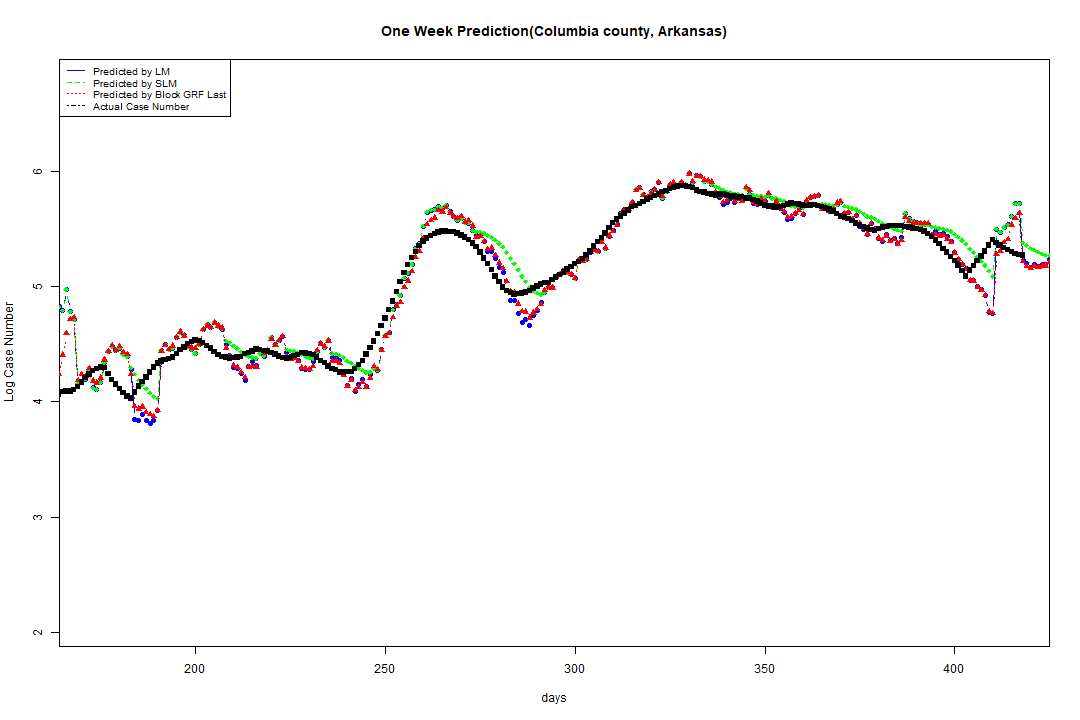 One Week Prediction(Columbia county, Arkansas)
Predicted by LM
Predicted by SLM
Predicted by Block GRF Last
Actual Case Number
Log Case Number
6
5
4
3
2
200 250 300 350 400
days